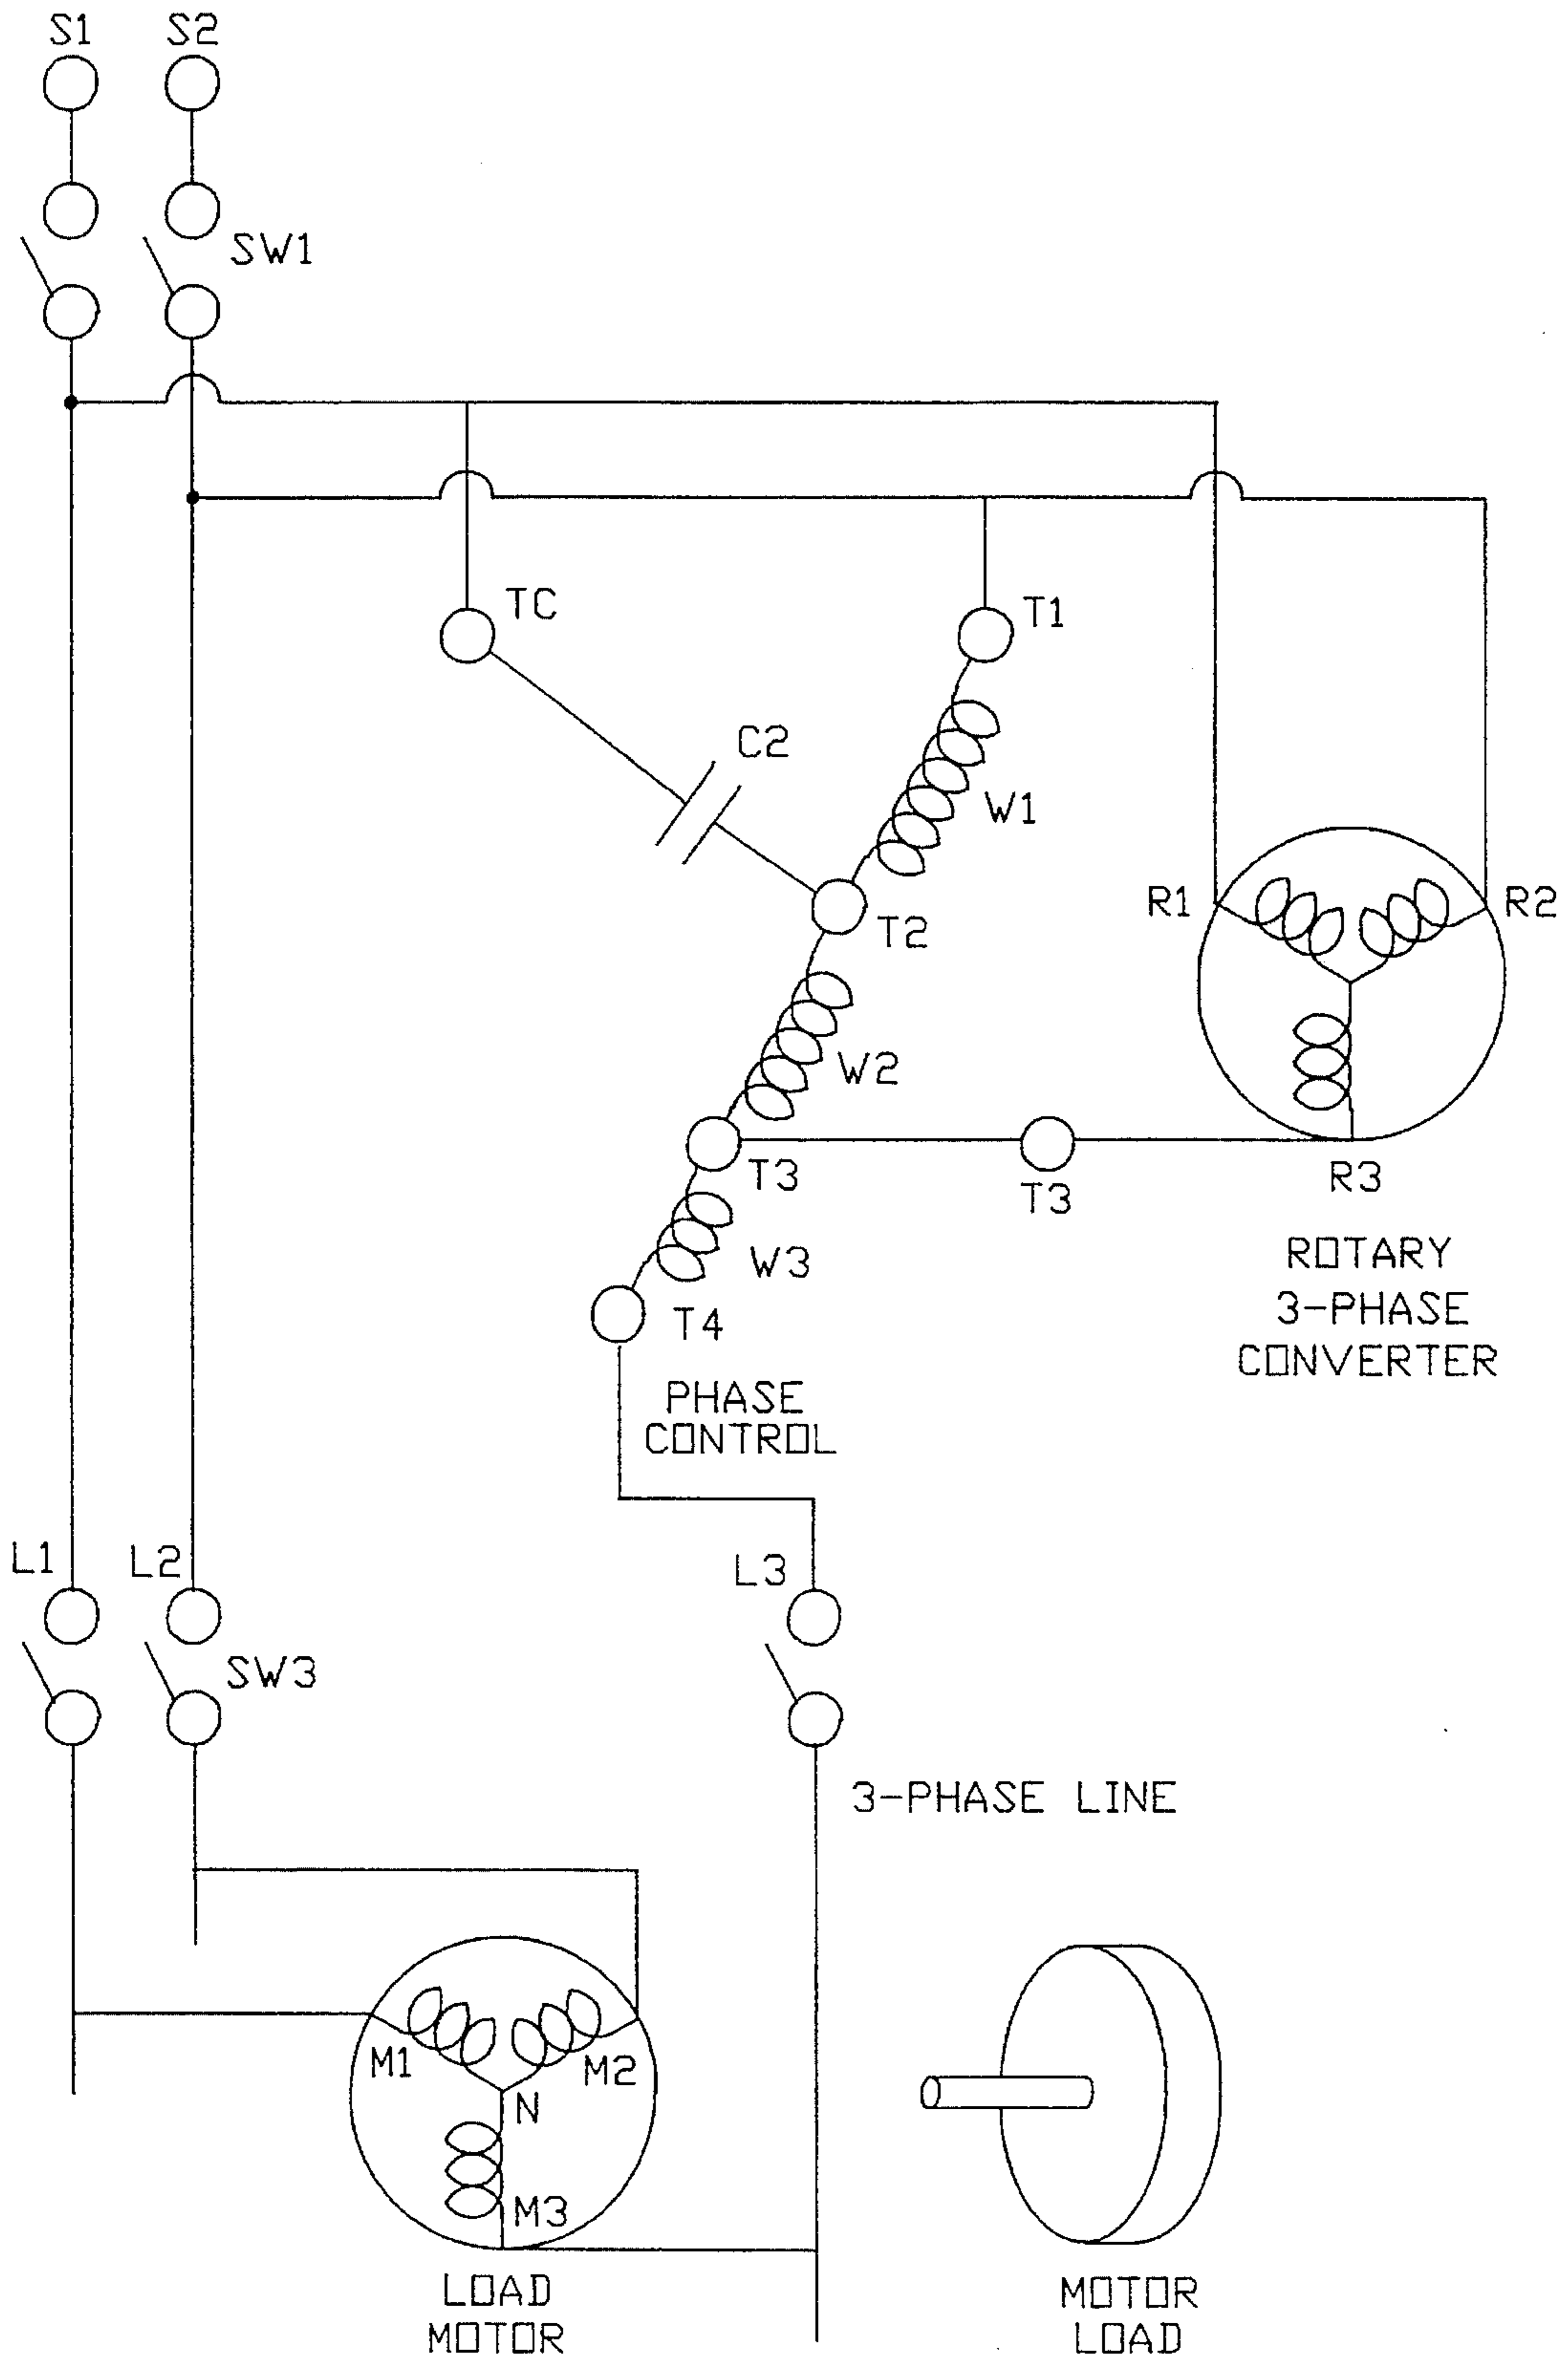 S1 S2
SW1
TC T1
C2
W1
R1 R2
T2
W2
T3 T3 R3
ROTARY
3-PHASE
CONVERTER
W3
T4
PHASE
CONTROL
L1 L2 L3
SW3
3-PHASE LINE
M1 M2
N
M3
LOAD
MOTOR
MOTOR
LOAD